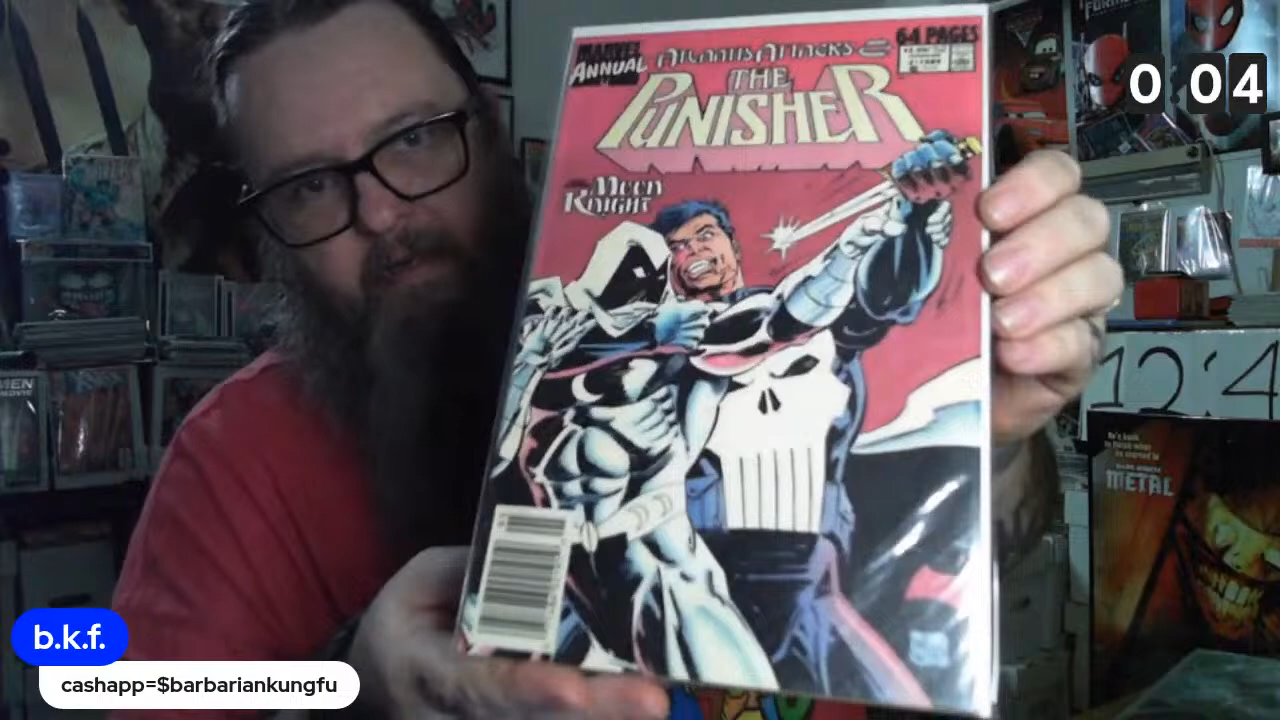 MARVEL
ANNUAL
ATLANTIS ATTACKS
64 PAGES
THE
PUNISHER
Moon
Knight
0:04
12:4
METAL
b.k.f.
cashapp=$barbariankungfu